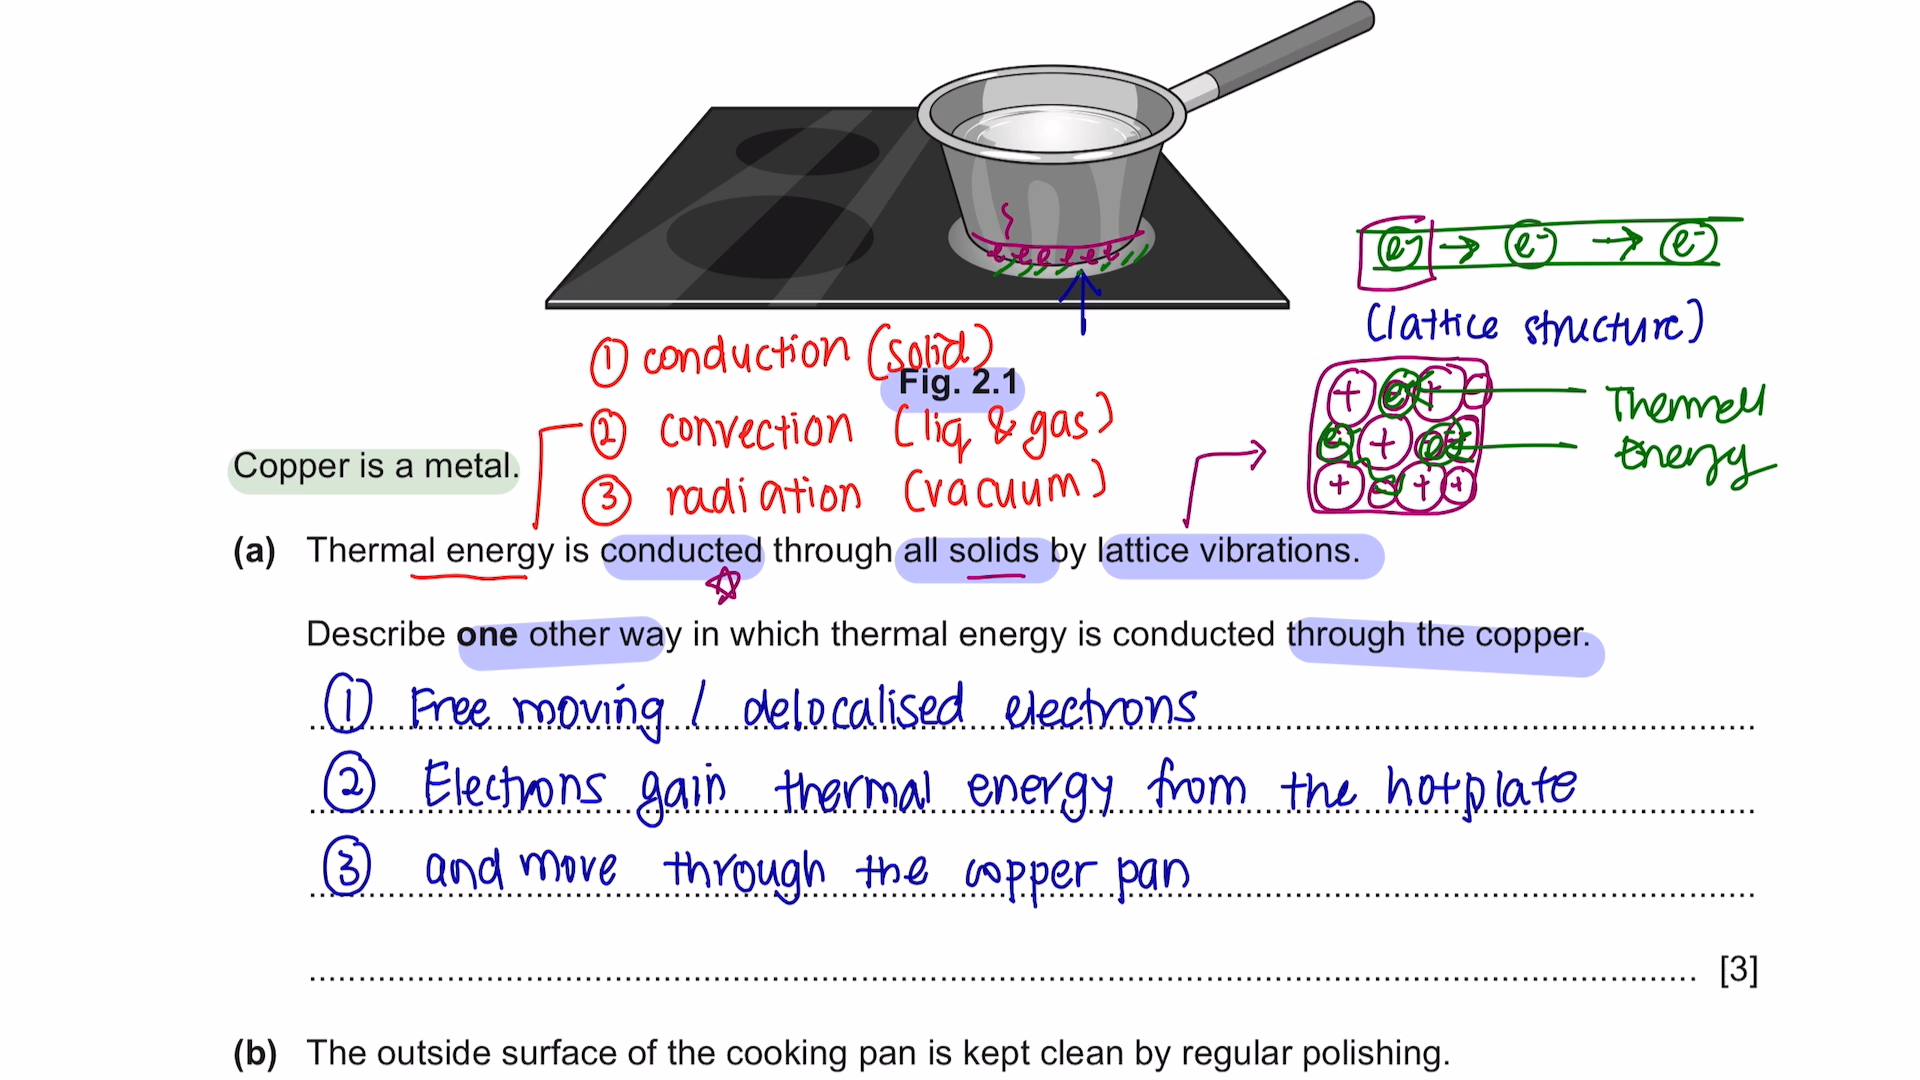 e⁻ → e⁻ → e⁻
(lattice structure)
① conduction (solid)
Fig. 2.1
② convection (liq & gas)
③ radiation (vacuum)
Thermal
Energy
Copper is a metal.
(a) Thermal energy is conducted through all solids by lattice vibrations.
Describe one other way in which thermal energy is conducted through the copper.
① Free moving / delocalised electrons
② Electrons gain thermal energy from the hotplate
③ and move through the copper pan
[3]
(b) The outside surface of the cooking pan is kept clean by regular polishing.